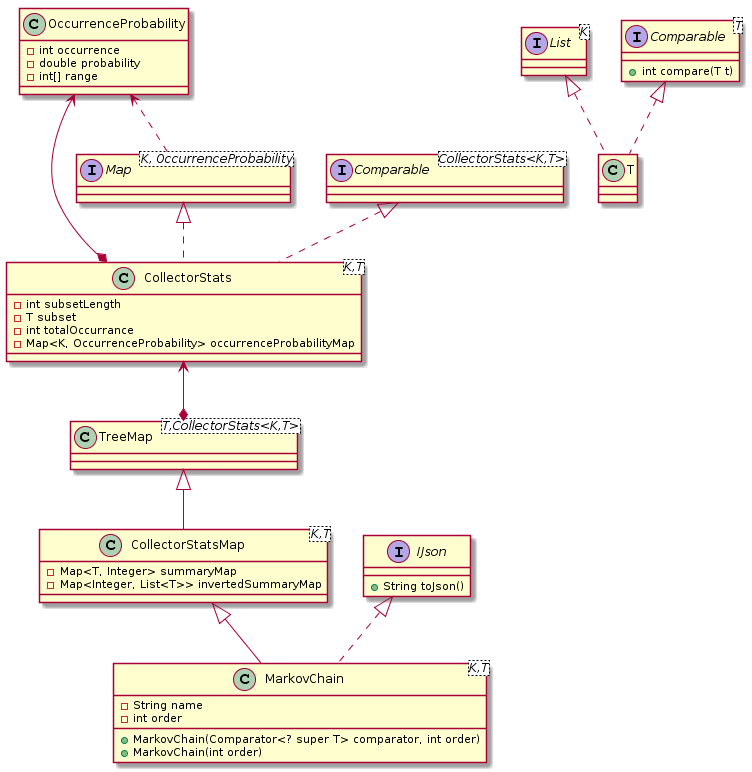 C OccurrenceProbability
int occurrence
double probability
int[] range
I List K
I Comparable T
int compare(T t)
I Map K, OccurrenceProbability
I Comparable CollectorStats<K,T>
C T
C CollectorStats K,T
int subsetLength
T subset
int totalOccurrance
Map<K, OccurrenceProbability> occurrenceProbabilityMap
C TreeMap T,CollectorStats<K,T>
C CollectorStatsMap K,T
Map<T, Integer> summaryMap
Map<Integer, List<T>> invertedSummaryMap
I IJson
String toJson()
C MarkovChain K,T
String name
int order
MarkovChain(Comparator<? super T> comparator, int order)
MarkovChain(int order)